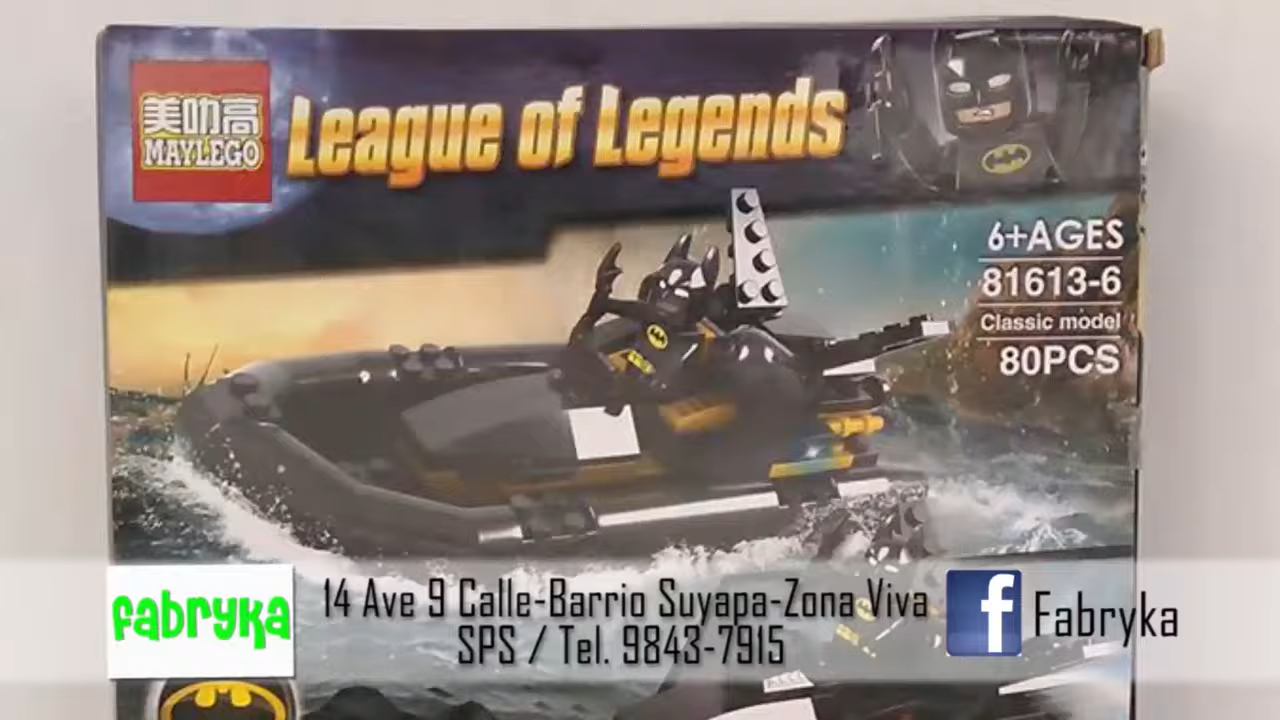 美叻高
MAYLEGO
League of Legends
6+AGES
81613-6
Classic model
80PCS
fabryka
14 Ave 9 Calle-Barrio Suyapa-Zona Viva
SPS / Tel. 9843-7915
f Fabryka